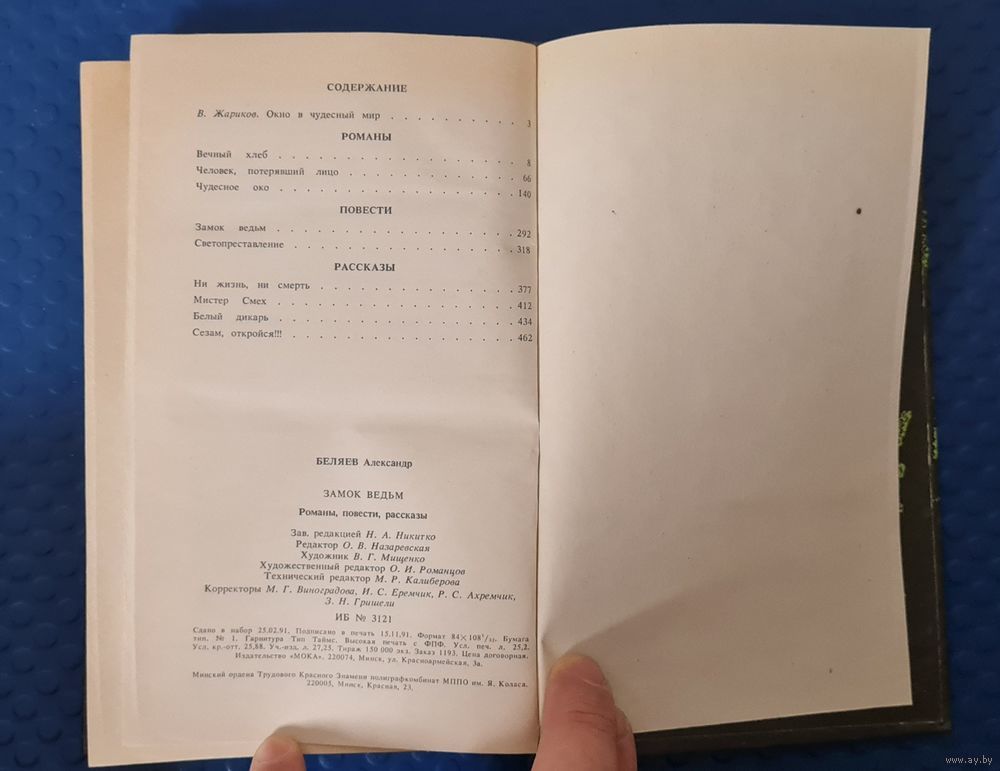 СОДЕРЖАНИЕ
В. Жариков. Окно в чудесный мир . . . . . . . . . . 3
РОМАНЫ
Вечный хлеб . . . . . . . . . . . . . . . . . 8
Человек, потерявший лицо . . . . . . . . . . . . 66
Чудесное око . . . . . . . . . . . . . . . . . 140
ПОВЕСТИ
Замок ведьм . . . . . . . . . . . . . . . . . 292
Светопреставление . . . . . . . . . . . . . . . 318
РАССКАЗЫ
Ни жизнь, ни смерть . . . . . . . . . . . . . . 377
Мистер Смех . . . . . . . . . . . . . . . . . 412
Белый дикарь . . . . . . . . . . . . . . . . . 434
Сезам, откройся!!! . . . . . . . . . . . . . . . 462
БЕЛЯЕВ Александр
ЗАМОК ВЕДЬМ
Романы, повести, рассказы
Зав. редакцией Н. А. Никитко
Редактор О. В. Назаревская
Художник В. Г. Мищенко
Художественный редактор О. И. Романцов
Технический редактор М. Р. Калиберова
Корректоры М. Г. Виноградова, И. С. Еремчик, Р. С. Ахремчик,
З. Н. Гришели
ИБ № 3121
Сдано в набор 25.02.91. Подписано в печать 15.11.91. Формат 84×108¹/₃₂. Бумага
тип. № 1. Гарнитура Тип Таймс. Высокая печать с ФПФ. Усл. печ. л. 25,2.
Усл. кр.-отт. 25,88. Уч.-изд. л. 27,25. Тираж 150 000 экз. Заказ 1193. Цена договорная.
Издательство «МОКА». 220074, Минск, ул. Красноармейская, 3а.
Минский ордена Трудового Красного Знамени полиграфкомбинат МППО им. Я. Коласа.
220005, Минск, Красная, 23.
www.ay.by